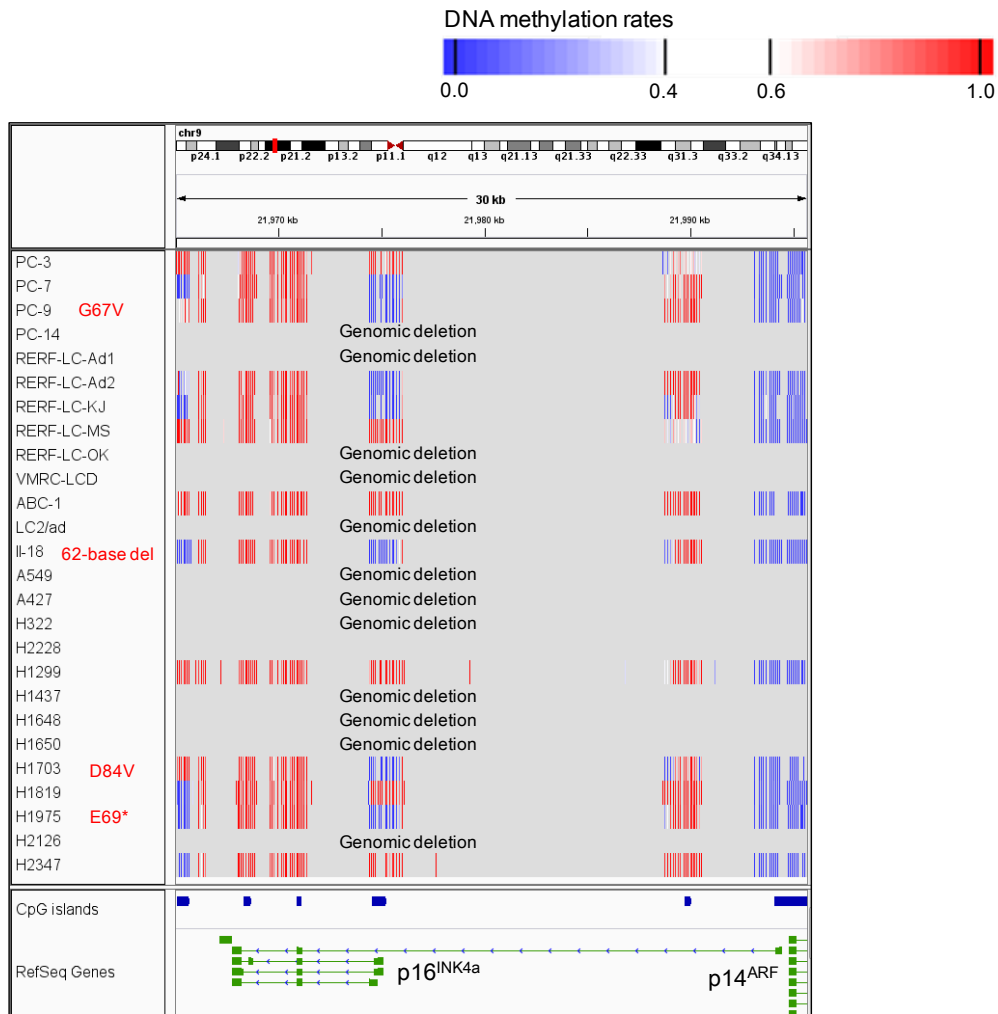 DNA methylation rates
0.0 0.4 0.6 1.0
chr9
p24.1 p22.2 p21.2 p13.2 p11.1 q12 q13 q21.13 q21.33 q22.33 q31.3 q33.2 q34.13
30 kb
21,970 kb 21,980 kb 21,990 kb
PC-3
PC-7
PC-9 G67V
PC-14 Genomic deletion
RERF-LC-Ad1 Genomic deletion
RERF-LC-Ad2
RERF-LC-KJ
RERF-LC-MS
RERF-LC-OK Genomic deletion
VMRC-LCD Genomic deletion
ABC-1
LC2/ad Genomic deletion
II-18 62-base del
A549 Genomic deletion
A427 Genomic deletion
H322 Genomic deletion
H2228
H1299
H1437 Genomic deletion
H1648 Genomic deletion
H1650 Genomic deletion
H1703 D84V
H1819
H1975 E69*
H2126 Genomic deletion
H2347
CpG islands
RefSeq Genes p16INK4a p14ARF